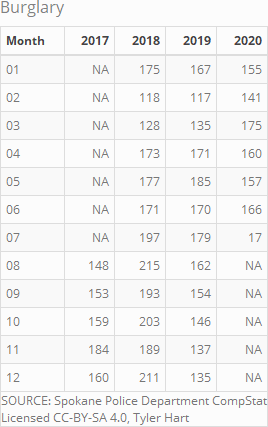 Burglary
Month 2017 2018 2019 2020
01 NA 175 167 155
02 NA 118 117 141
03 NA 128 135 175
04 NA 173 171 160
05 NA 177 185 157
06 NA 171 170 166
07 NA 197 179 17
08 148 215 162 NA
09 153 193 154 NA
10 159 203 146 NA
11 184 189 137 NA
12 160 211 135 NA
SOURCE: Spokane Police Department CompStat
Licensed CC-BY-SA 4.0, Tyler Hart